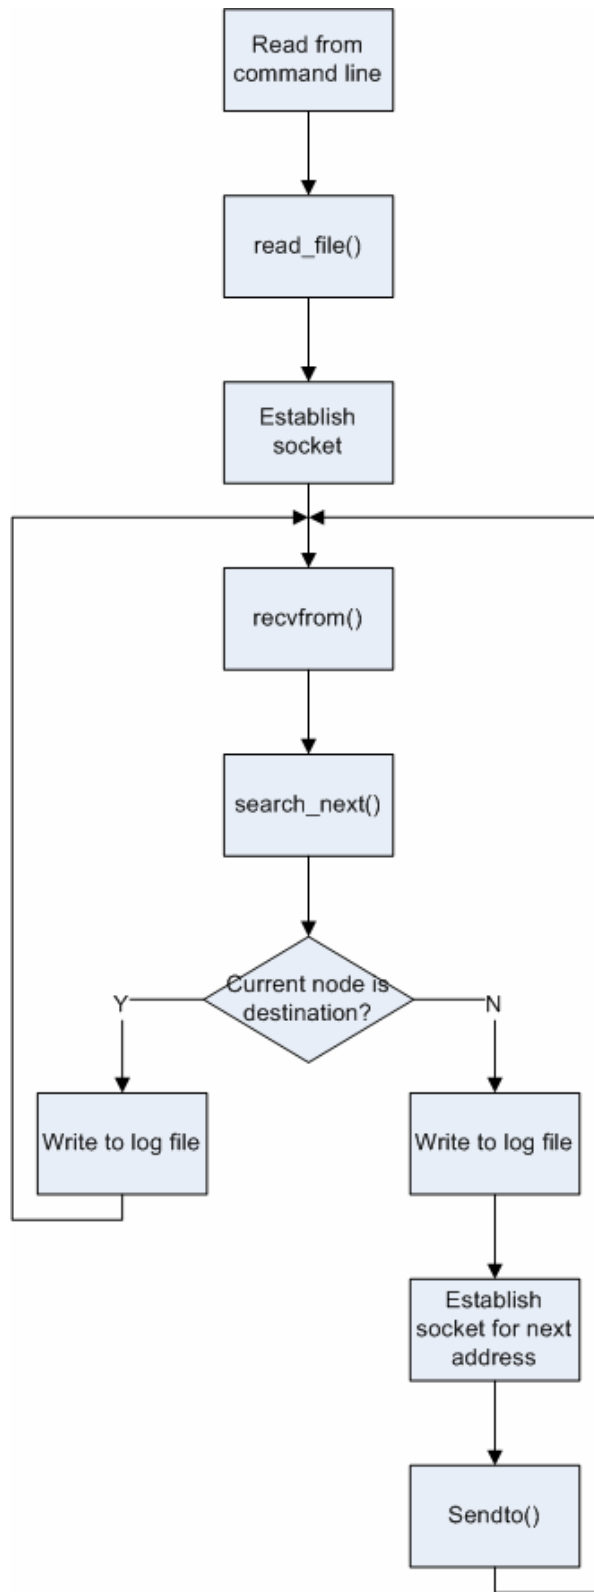 Read from
command line
read_file()
Establish
socket
recvfrom()
search_next()
Current node is
destination?
Y
N
Write to log file
Write to log file
Establish
socket for next
address
Sendto()